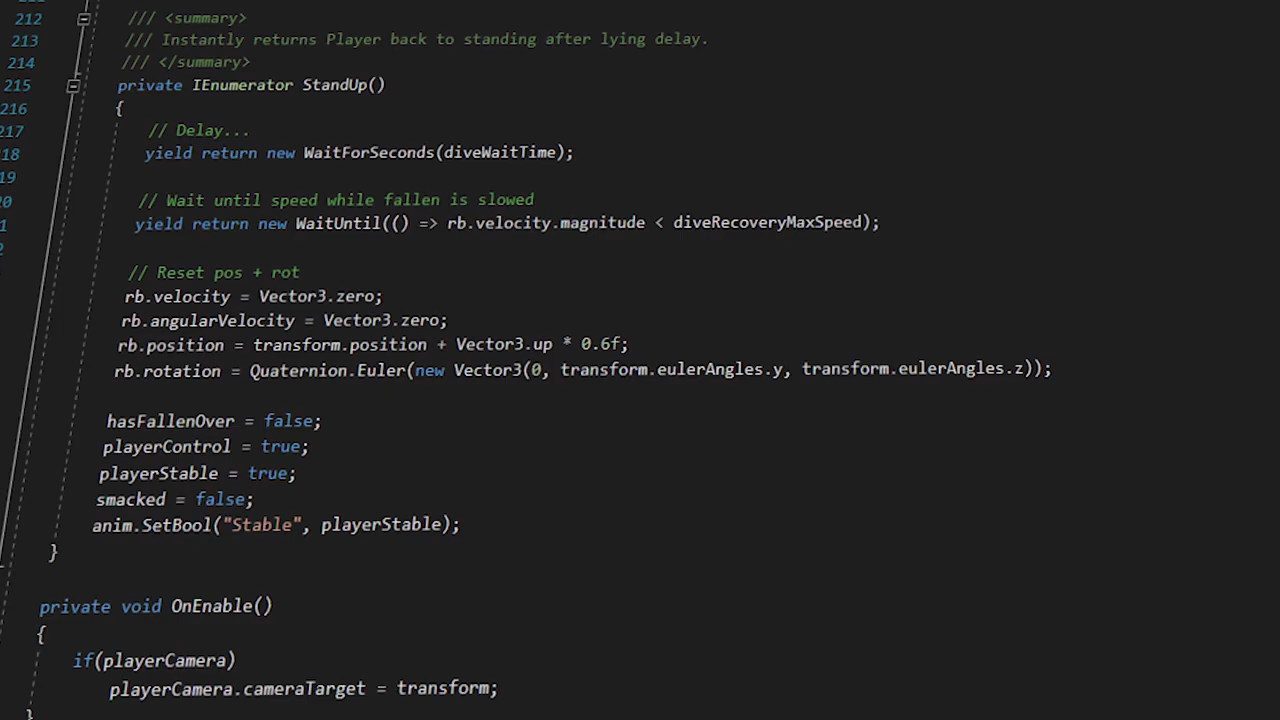 212 /// <summary>
213 /// Instantly returns Player back to standing after lying delay.
214 /// </summary>
215 private IEnumerator StandUp()
216 {
217 // Delay...
18 yield return new WaitForSeconds(diveWaitTime);
19
20 // Wait until speed while fallen is slowed
1 yield return new WaitUntil(() => rb.velocity.magnitude < diveRecoveryMaxSpeed);
2
// Reset pos + rot
rb.velocity = Vector3.zero;
rb.angularVelocity = Vector3.zero;
rb.position = transform.position + Vector3.up * 0.6f;
rb.rotation = Quaternion.Euler(new Vector3(0, transform.eulerAngles.y, transform.eulerAngles.z));
hasFallenOver = false;
playerControl = true;
playerStable = true;
smacked = false;
anim.SetBool("Stable", playerStable);
}
private void OnEnable()
{
if(playerCamera)
playerCamera.cameraTarget = transform;
}